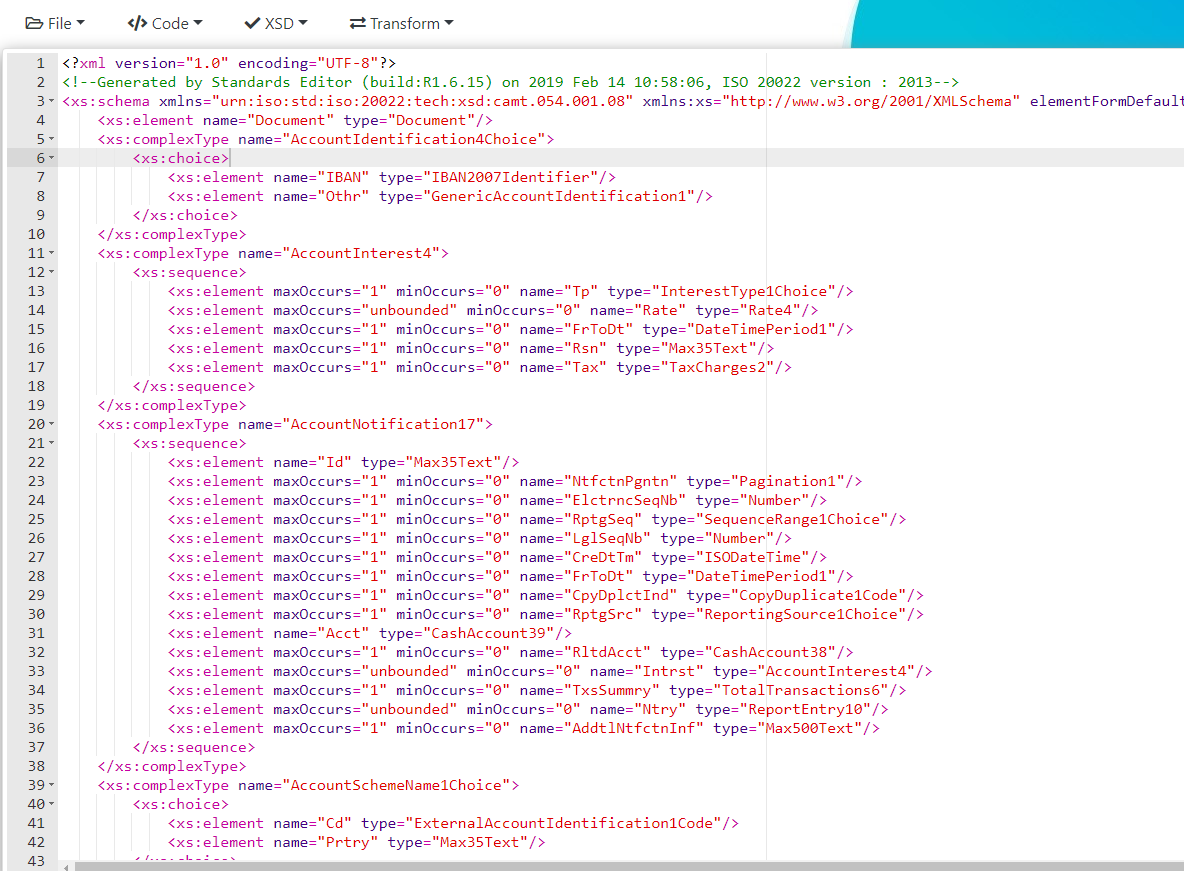 File Code XSD Transform
1 <?xml version="1.0" encoding="UTF-8"?>
2 <!--Generated by Standards Editor (build:R1.6.15) on 2019 Feb 14 10:58:06, ISO 20022 version : 2013-->
3 <xs:schema xmlns="urn:iso:std:iso:20022:tech:xsd:camt.054.001.08" xmlns:xs="http://www.w3.org/2001/XMLSchema" elementFormDefault
4 <xs:element name="Document" type="Document"/>
5 <xs:complexType name="AccountIdentification4Choice">
6 <xs:choice>
7 <xs:element name="IBAN" type="IBAN2007Identifier"/>
8 <xs:element name="Othr" type="GenericAccountIdentification1"/>
9 </xs:choice>
10 </xs:complexType>
11 <xs:complexType name="AccountInterest4">
12 <xs:sequence>
13 <xs:element maxOccurs="1" minOccurs="0" name="Tp" type="InterestType1Choice"/>
14 <xs:element maxOccurs="unbounded" minOccurs="0" name="Rate" type="Rate4"/>
15 <xs:element maxOccurs="1" minOccurs="0" name="FrToDt" type="DateTimePeriod1"/>
16 <xs:element maxOccurs="1" minOccurs="0" name="Rsn" type="Max35Text"/>
17 <xs:element maxOccurs="1" minOccurs="0" name="Tax" type="TaxCharges2"/>
18 </xs:sequence>
19 </xs:complexType>
20 <xs:complexType name="AccountNotification17">
21 <xs:sequence>
22 <xs:element name="Id" type="Max35Text"/>
23 <xs:element maxOccurs="1" minOccurs="0" name="NtfctnPgntn" type="Pagination1"/>
24 <xs:element maxOccurs="1" minOccurs="0" name="ElctrncSeqNb" type="Number"/>
25 <xs:element maxOccurs="1" minOccurs="0" name="RptgSeq" type="SequenceRange1Choice"/>
26 <xs:element maxOccurs="1" minOccurs="0" name="LglSeqNb" type="Number"/>
27 <xs:element maxOccurs="1" minOccurs="0" name="CreDtTm" type="ISODateTime"/>
28 <xs:element maxOccurs="1" minOccurs="0" name="FrToDt" type="DateTimePeriod1"/>
29 <xs:element maxOccurs="1" minOccurs="0" name="CpyDplctInd" type="CopyDuplicate1Code"/>
30 <xs:element maxOccurs="1" minOccurs="0" name="RptgSrc" type="ReportingSource1Choice"/>
31 <xs:element name="Acct" type="CashAccount39"/>
32 <xs:element maxOccurs="1" minOccurs="0" name="RltdAcct" type="CashAccount38"/>
33 <xs:element maxOccurs="unbounded" minOccurs="0" name="Intrst" type="AccountInterest4"/>
34 <xs:element maxOccurs="1" minOccurs="0" name="TxsSummry" type="TotalTransactions6"/>
35 <xs:element maxOccurs="unbounded" minOccurs="0" name="Ntry" type="ReportEntry10"/>
36 <xs:element maxOccurs="1" minOccurs="0" name="AddtlNtfctnInf" type="Max500Text"/>
37 </xs:sequence>
38 </xs:complexType>
39 <xs:complexType name="AccountSchemeName1Choice">
40 <xs:choice>
41 <xs:element name="Cd" type="ExternalAccountIdentification1Code"/>
42 <xs:element name="Prtry" type="Max35Text"/>
43